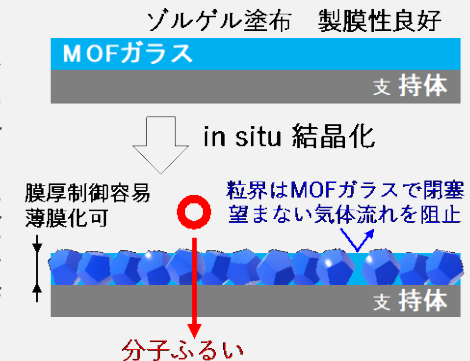 ゾルゲル塗布 製膜性良好
MOFガラス
支 持体
in situ 結晶化
膜厚制御容易
薄膜化可
粒界はMOFガラスで閉塞
望まない気体流れを阻止
支 持体
分子ふるい